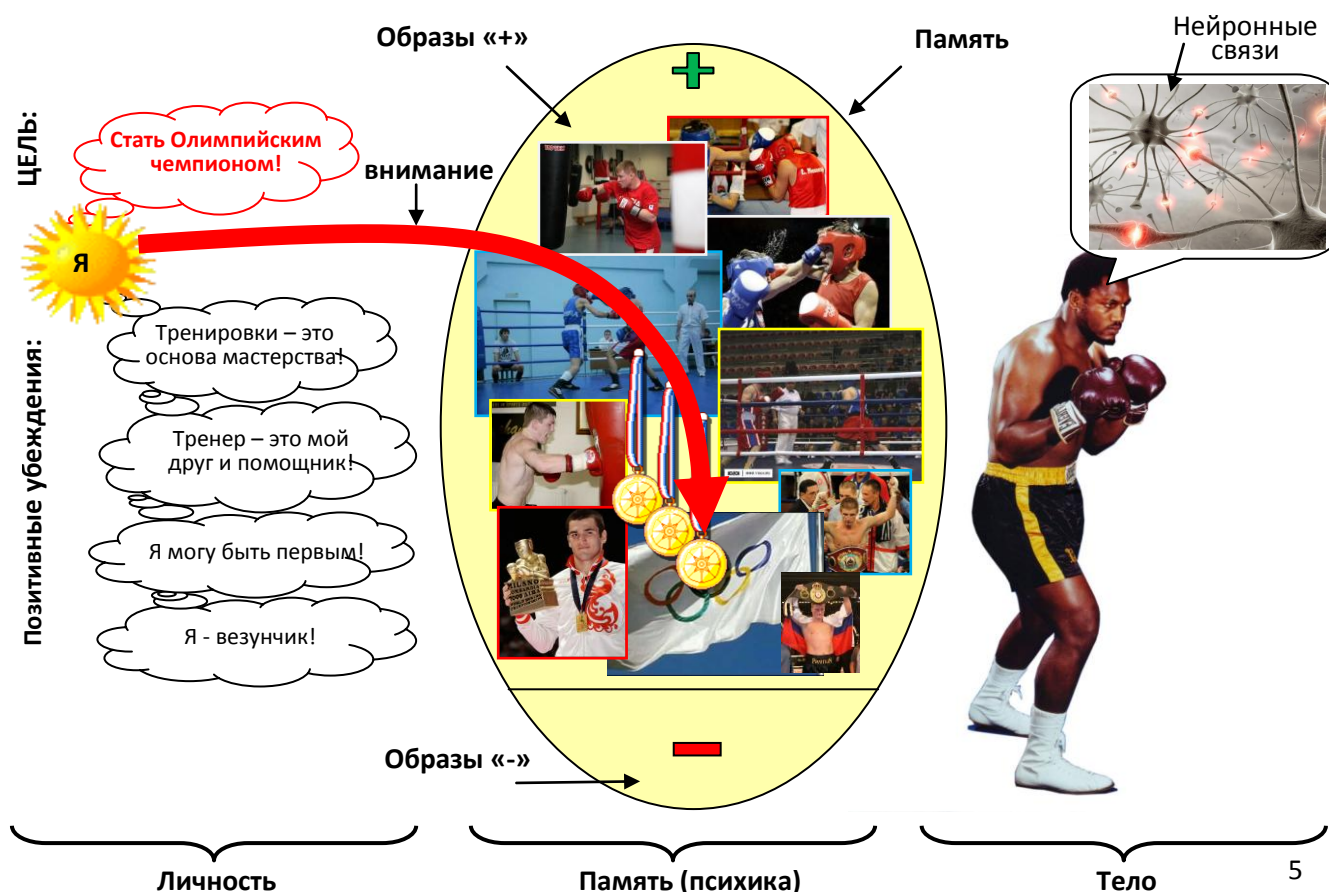 Образы «+»
Память
Нейронные
связи
ЦЕЛЬ:
Стать Олимпийским
чемпионом!
внимание
Я
Позитивные убеждения:
Тренировки – это
основа мастерства!
Тренер – это мой
друг и помощник!
Я могу быть первым!
Я - везунчик!
MILANO
Образы «-»
Личность
Память (психика)
Тело
5